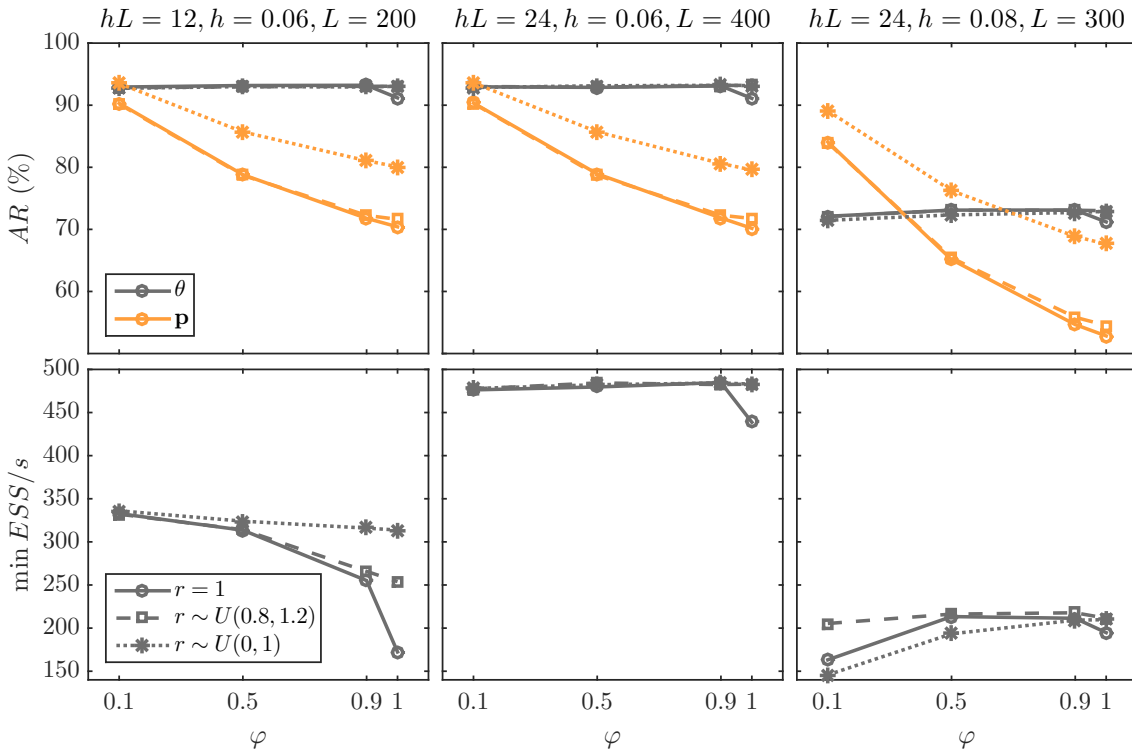 hL = 12, h = 0.06, L = 200
hL = 24, h = 0.06, L = 400
hL = 24, h = 0.08, L = 300
100
90
80
70
60
AR (%)
θ
p
500
450
400
350
300
250
200
150
min ESS/s
r = 1
r ∼ U(0.8, 1.2)
r ∼ U(0, 1)
0.1 0.5 0.9 1
0.1 0.5 0.9 1
0.1 0.5 0.9 1
φ
φ
φ